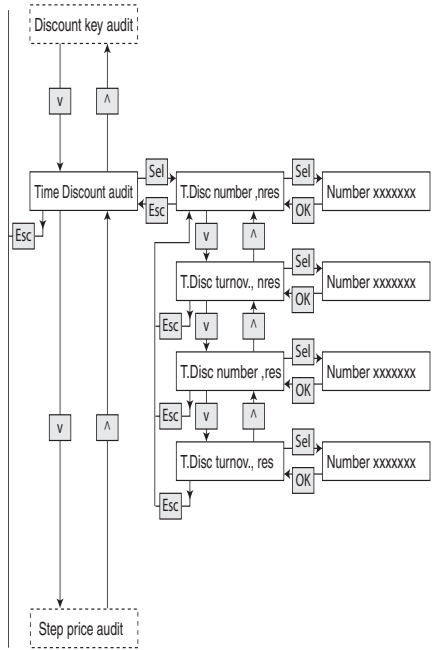 Discount key audit
v ^
Sel Sel
Time Discount audit T.Disc number ,nres Number xxxxxxx
Esc OK
Esc v ^
Sel
T.Disc turnov., nres Number xxxxxxx
OK
Esc v ^
Sel
T.Disc number ,res Number xxxxxxx
OK
Esc v ^
v ^ Sel
T.Disc turnov., res Number xxxxxxx
OK
Esc
Step price audit